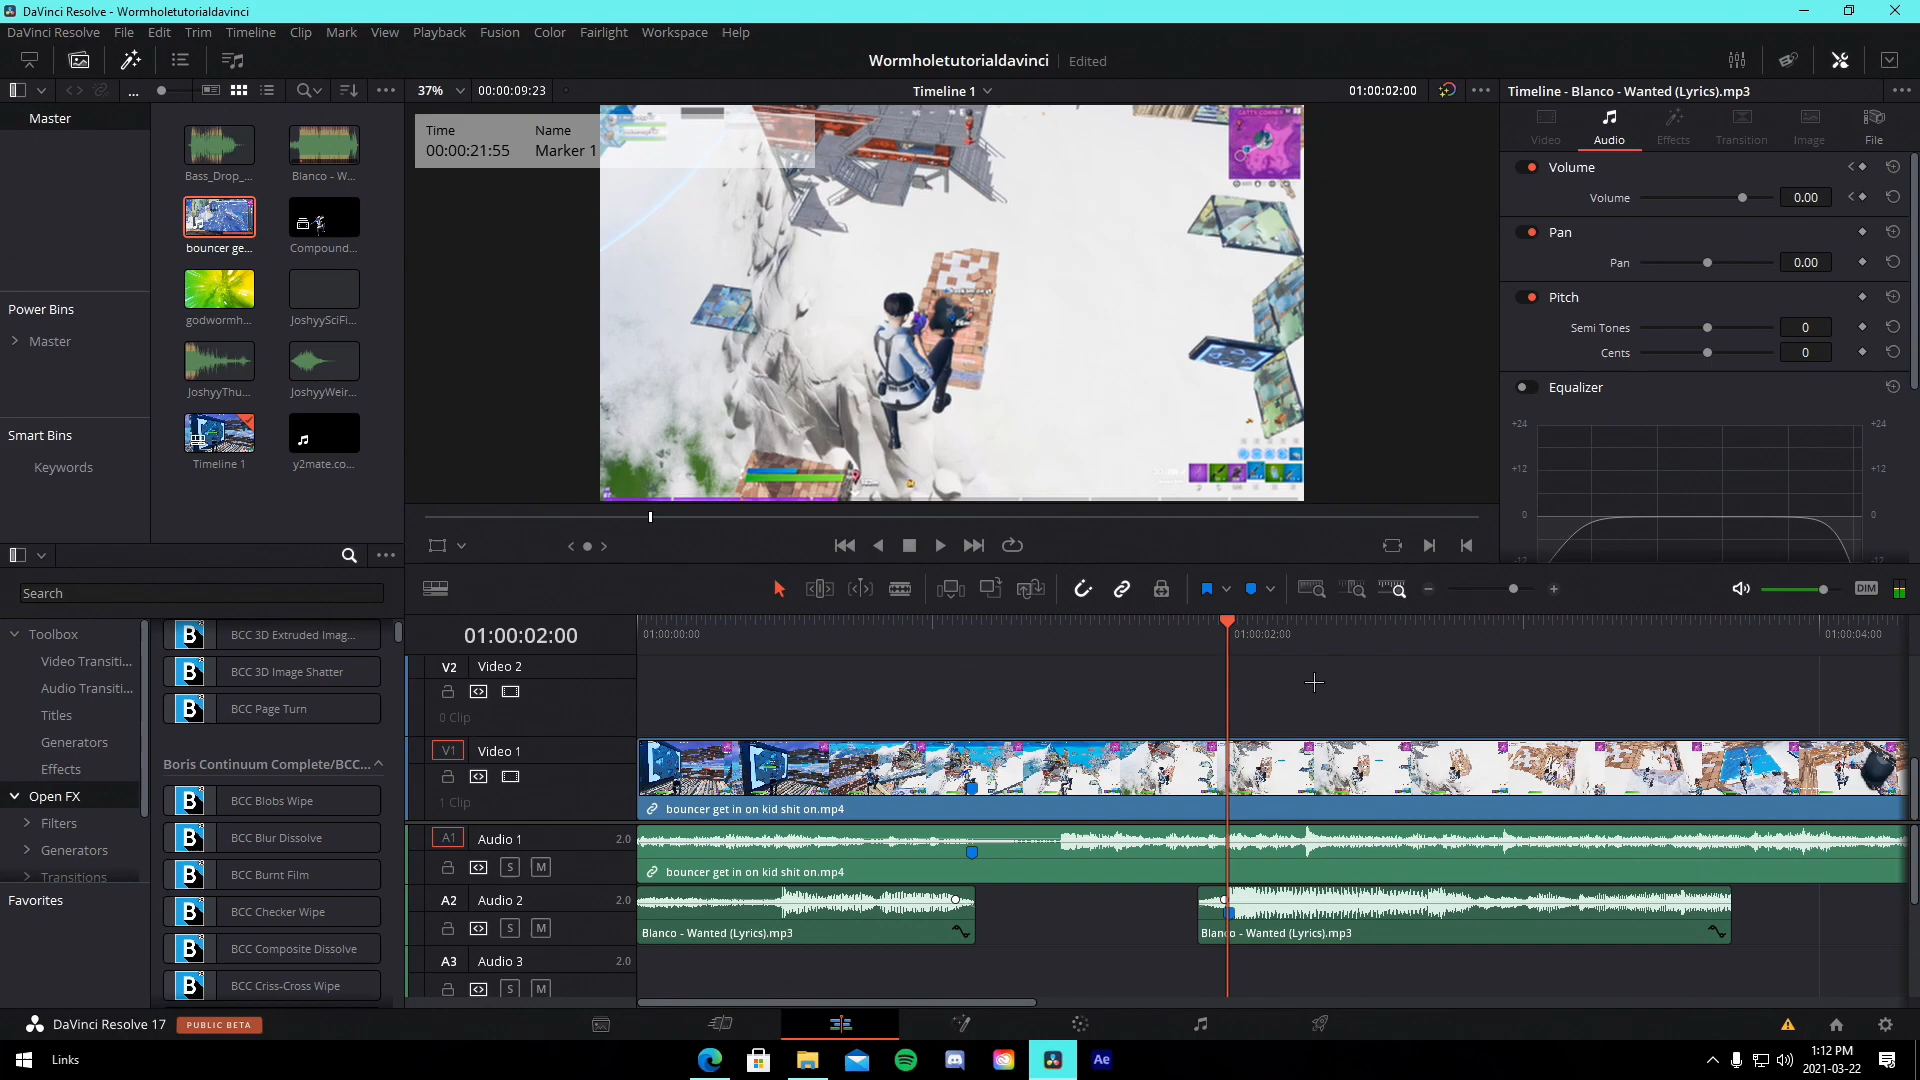 DaVinci Resolve - Wormholetutorialdavinci
DaVinci Resolve File Edit Trim Timeline Clip Mark View Playback Fusion Color Fairlight Workspace Help
Wormholetutorialdavinci Edited
37% 00:00:09:23 Timeline 1 01:00:02:00 Timeline - Blanco - Wanted (Lyrics).mp3
Master
Bass_Drop_... Blanco - W...
bouncer ge... Compound...
godwormh... JoshyySciFi...
JoshyyThu... JoshyyWeir...
Timeline 1 y2mate.co...
Power Bins
Master
Smart Bins
Keywords
Time Name
00:00:21:55 Marker 1
Video Audio Effects Transition Image File
Volume
Volume 0.00
Pan
Pan 0.00
Pitch
Semi Tones 0
Cents 0
Equalizer
+24 +24
+12 +12
0 0
-12 -12
Search
Toolbox
Video Transiti...
Audio Transiti...
Titles
Generators
Effects
Open FX
Filters
Generators
Transitions
Favorites
BCC 3D Extruded Imag...
BCC 3D Image Shatter
BCC Page Turn
Boris Continuum Complete/BCC...
BCC Blobs Wipe
BCC Blur Dissolve
BCC Burnt Film
BCC Checker Wipe
BCC Composite Dissolve
BCC Criss-Cross Wipe
DIM
01:00:02:00
01:00:00:00 01:00:02:00 01:00:04:00
V2 Video 2
0 Clip
V1 Video 1
1 Clip
bouncer get in on kid shit on.mp4
A1 Audio 1 2.0
S M
bouncer get in on kid shit on.mp4
A2 Audio 2 2.0
S M
Blanco - Wanted (Lyrics).mp3 Blanco - Wanted (Lyrics).mp3
A3 Audio 3 2.0
S M
DaVinci Resolve 17 PUBLIC BETA
Links
Ae
1:12 PM
2021-03-22